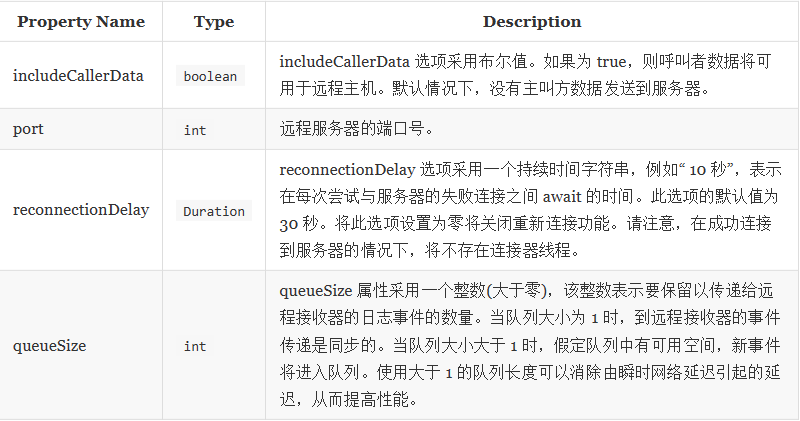 Property Name Type Description
includeCallerData boolean includeCallerData 选项采用布尔值。如果为 true，则呼叫者数据将可
用于远程主机。默认情况下，没有主叫方数据发送到服务器。
port int 远程服务器的端口号。
reconnectionDelay 选项采用一个持续时间字符串，例如“ 10 秒”，表示
在每次尝试与服务器的失败连接之间 await 的时间。此选项的默认值为
reconnectionDelay Duration 30 秒。将此选项设置为零将关闭重新连接功能。请注意，在成功连接
到服务器的情况下，将不存在连接器线程。
queueSize 属性采用一个整数(大于零)，该整数表示要保留以传递给远
程接收器的日志事件的数量。当队列大小为 1 时，到远程接收器的事件
queueSize int 传递是同步的。当队列大小大于 1 时，假定队列中有可用空间，新事件
将进入队列。使用大于 1 的队列长度可以消除由瞬时网络延迟引起的延
迟，从而提高性能。